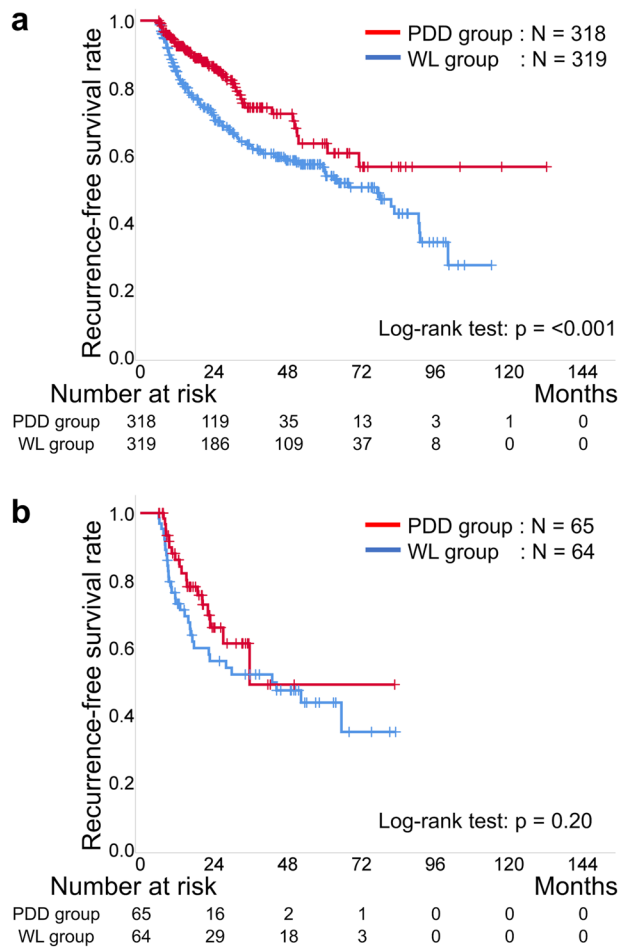 a
PDD group : N = 318
WL group : N = 319
Recurrence-free survival rate
1.0
0.8
0.6
0.4
0.2
0.0
Log-rank test: p = <0.001
0 24 48 72 96 120 144
Number at risk Months
PDD group 318 119 35 13 3 1 0
WL group 319 186 109 37 8 0 0
b
PDD group : N = 65
WL group : N = 64
Recurrence-free survival rate
1.0
0.8
0.6
0.4
0.2
0.0
Log-rank test: p = 0.20
0 24 48 72 96 120 144
Number at risk Months
PDD group 65 16 2 1 0 0 0
WL group 64 29 18 3 0 0 0